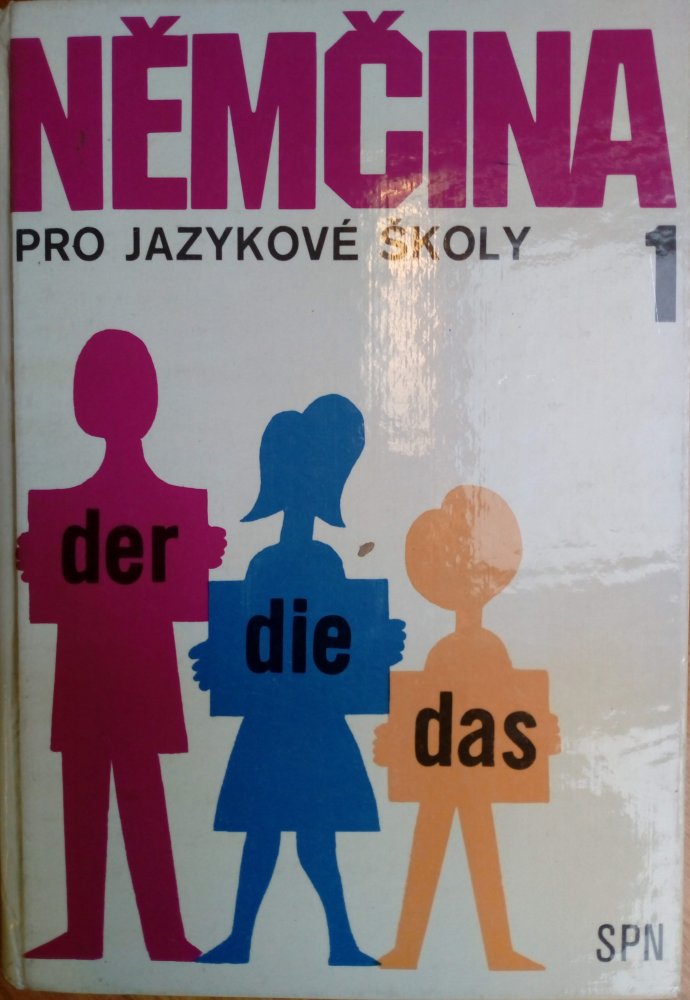 NĚMČINA
PRO JAZYKOVÉ ŠKOLY
1
der
die
das
SPN